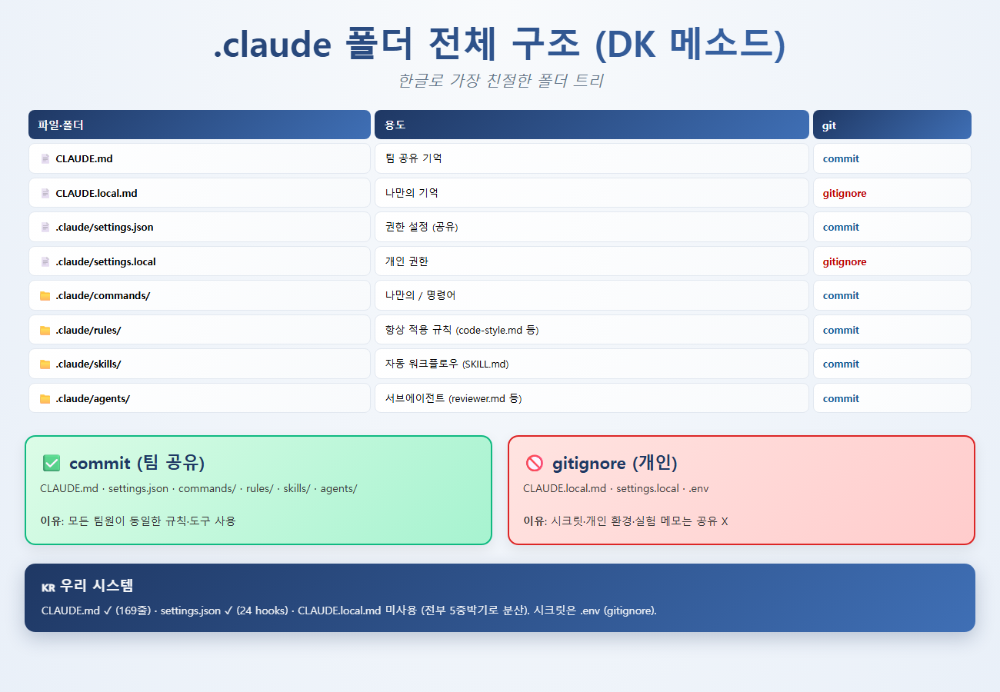 .claude 폴더 전체 구조 (DK 메소드)
한글로 가장 친절한 폴더 트리
파일·폴더 용도 git
CLAUDE.md 팀 공유 기억 commit
CLAUDE.local.md 나만의 기억 gitignore
.claude/settings.json 권한 설정 (공유) commit
.claude/settings.local 개인 권한 gitignore
.claude/commands/ 나만의 / 명령어 commit
.claude/rules/ 항상 적용 규칙 (code-style.md 등) commit
.claude/skills/ 자동 워크플로우 (SKILL.md) commit
.claude/agents/ 서브에이전트 (reviewer.md 등) commit
✅ commit (팀 공유)
CLAUDE.md · settings.json · commands/ · rules/ · skills/ · agents/
이유: 모든 팀원이 동일한 규칙·도구 사용
🚫 gitignore (개인)
CLAUDE.local.md · settings.local · .env
이유: 시크릿·개인 환경·실험 메모는 공유 X
KR 우리 시스템
CLAUDE.md ✓ (169줄) · settings.json ✓ (24 hooks) · CLAUDE.local.md 미사용 (전부 5중박기로 분산). 시크릿은 .env (gitignore).